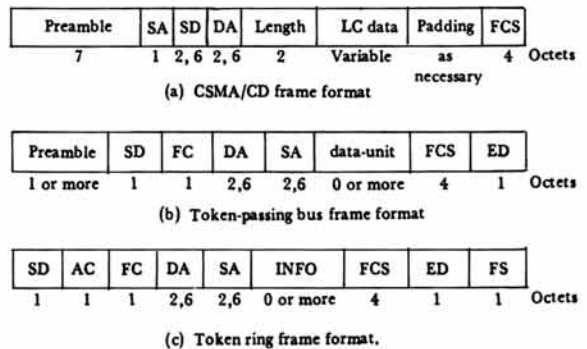 Preamble SA SD DA Length LC data Padding FCS
7 1 2, 6 2, 6 2 Variable as necessary 4 Octets
(a) CSMA/CD frame format
Preamble SD FC DA SA data-unit FCS ED
1 or more 1 1 2,6 2,6 0 or more 4 1 Octets
(b) Token-passing bus frame format
SD AC FC DA SA INFO FCS ED FS
1 1 1 2,6 2,6 0 or more 4 1 1 Octets
(c) Token ring frame format.